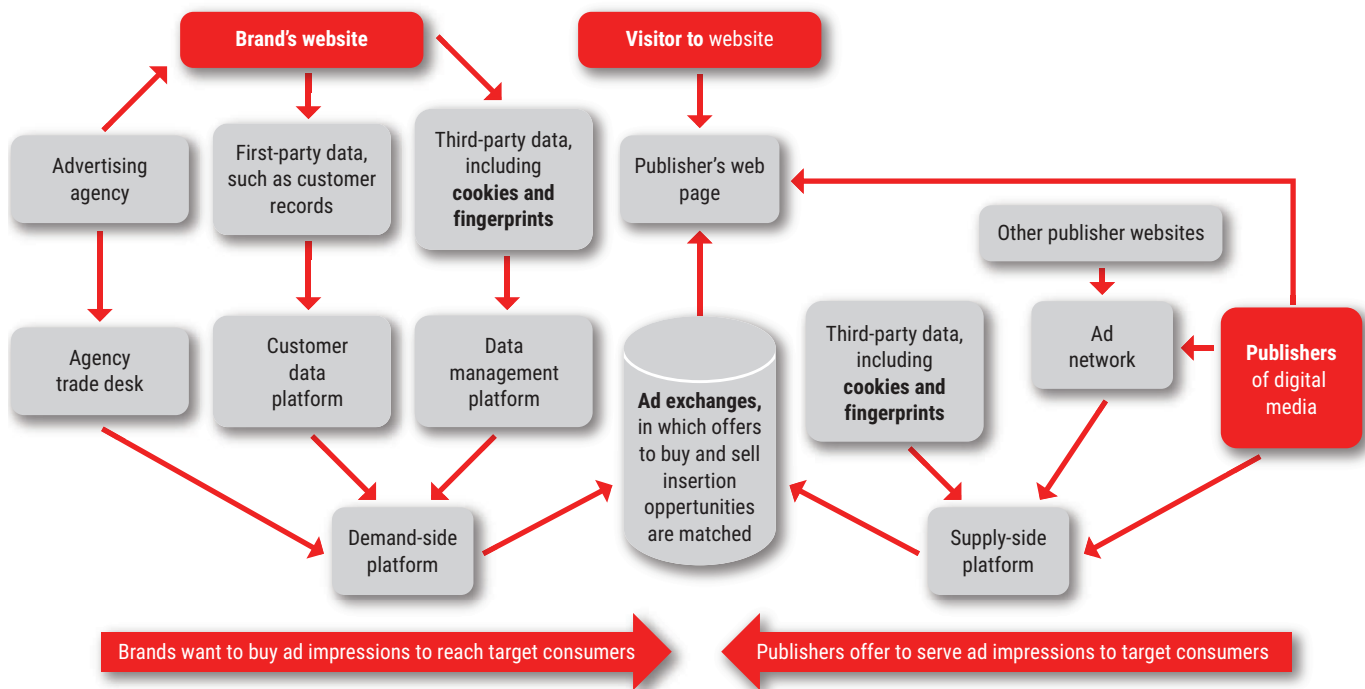 Brand's website
Visitor to website
Advertising
agency
First-party data,
such as customer
records
Third-party data,
including
cookies and
fingerprints
Publisher's web
page
Other publisher websites
Agency
trade desk
Customer
data
platform
Data
management
platform
Ad exchanges,
in which offers
to buy and sell
insertion
oppertunities
are matched
Third-party data,
including
cookies and
fingerprints
Ad
network
Publishers
of digital
media
Demand-side
platform
Supply-side
platform
Brands want to buy ad impressions to reach target consumers
Publishers offer to serve ad impressions to target consumers